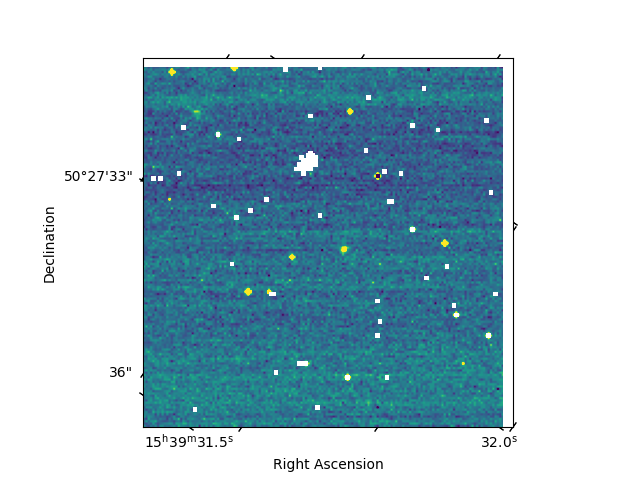 50°27'33"
Declination
36"
15ʰ39ᵐ31.5ˢ
32.0ˢ
Right Ascension